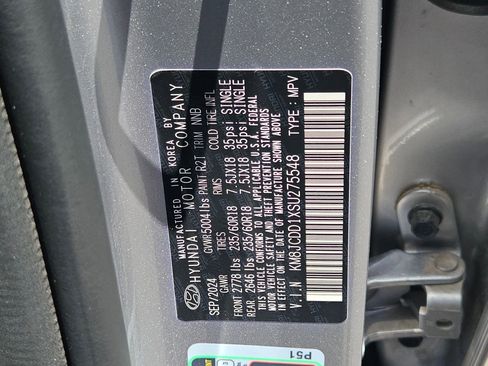 MANUFACTURED IN KOREA BY
HYUNDAI MOTOR COMPANY
SEP/2024 GVWR5004lbs PAINT R2T TRIM NNB
GAWR TIRES RIMS COLD TIRE INFL
FRONT 2778 lbs 235/60R18 7.5JX18 35psi SINGLE
REAR 2646 lbs 235/60R18 7.5JX18 35psi SINGLE
THIS VEHICLE CONFORMS TO ALL APPLICABLE U.S.A. FEDERAL
MOTOR VEHICLE SAFETY AND THEFT PREVENTION STANDARDS
IN EFFECT ON THE DATE OF MANUFACTURE SHOWN ABOVE
V.I.N KM8JCDD1XSU275548 TYPE : MPV
P51